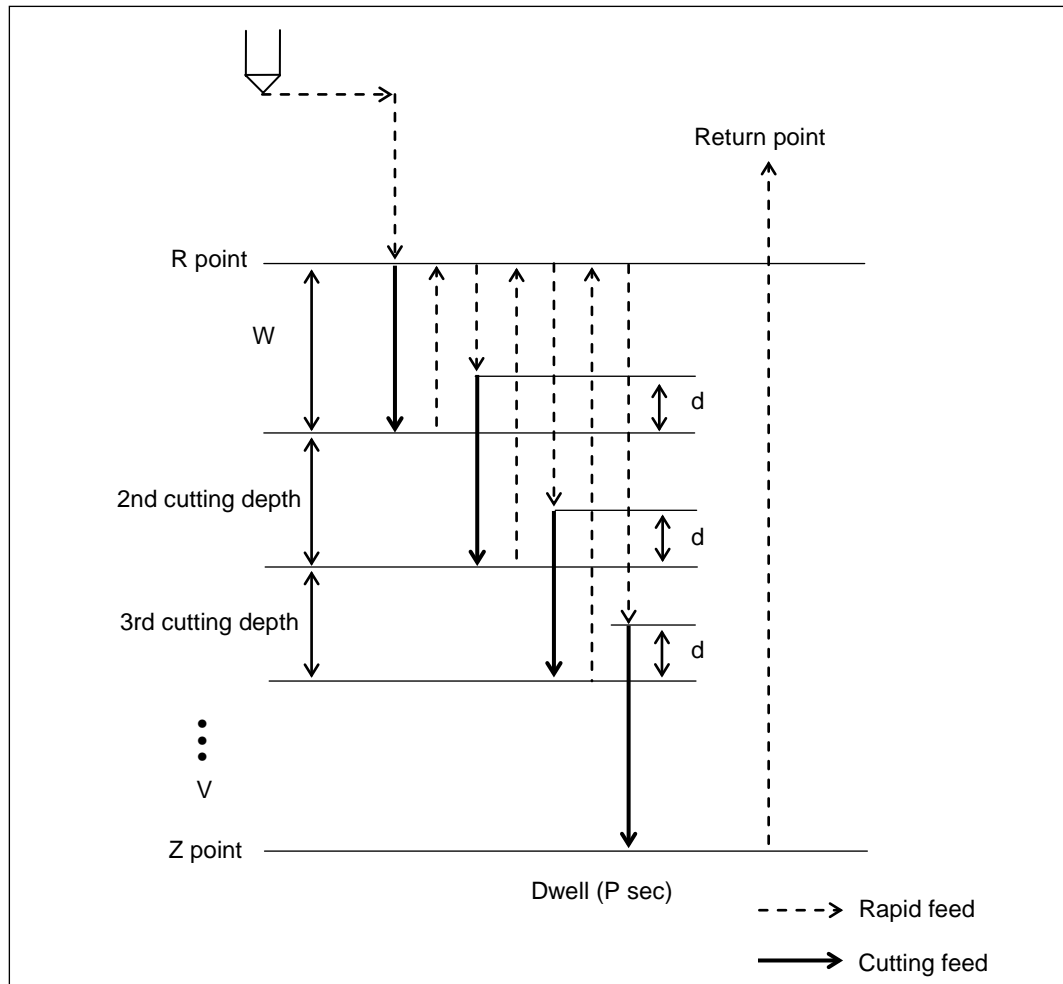 Return point
R point
W
d
2nd cutting depth
d
3rd cutting depth
d
V
Z point
Dwell (P sec)
Rapid feed
Cutting feed